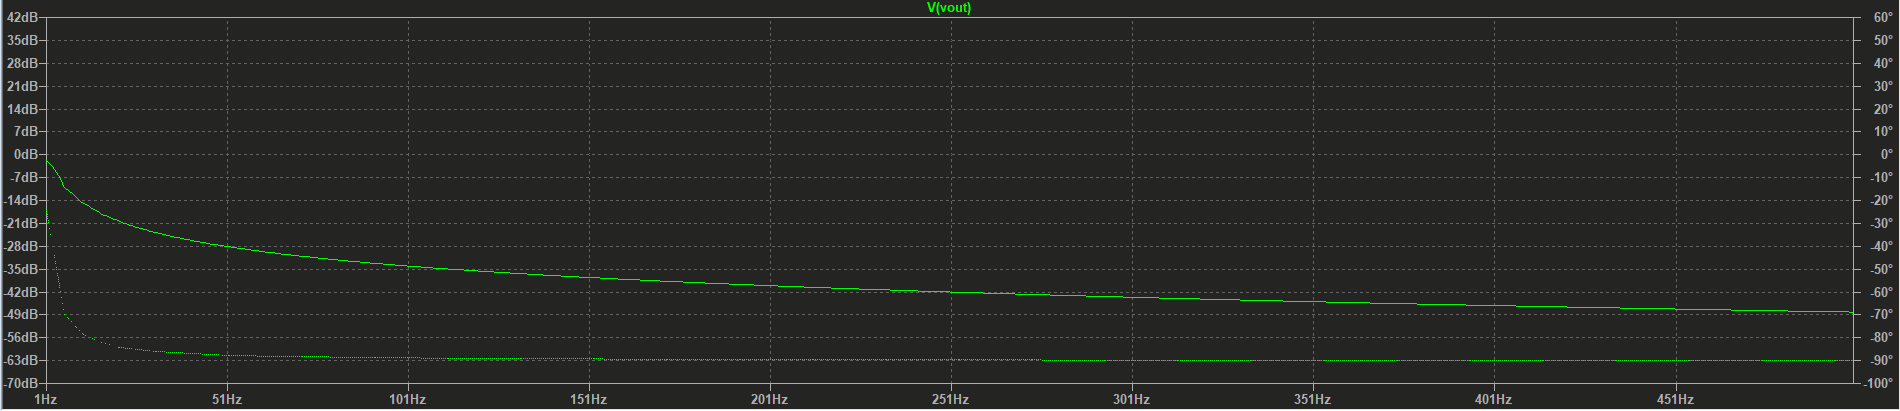 V(vout)
42dB 60°
35dB 50°
28dB 40°
21dB 30°
14dB 20°
7dB 10°
0dB 0°
-7dB -10°
-14dB -20°
-21dB -30°
-28dB -40°
-35dB -50°
-42dB -60°
-49dB -70°
-56dB -80°
-63dB -90°
-70dB -100°
1Hz 51Hz 101Hz 151Hz 201Hz 251Hz 301Hz 351Hz 401Hz 451Hz